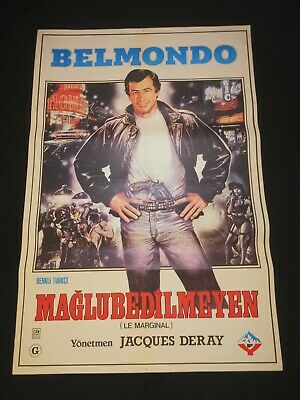 BELMONDO
RENKLİ TÜRKÇE
MAĞLUBEDİLMEYEN
(LE MARGINAL)
Yönetmen JACQUES DERAY
G